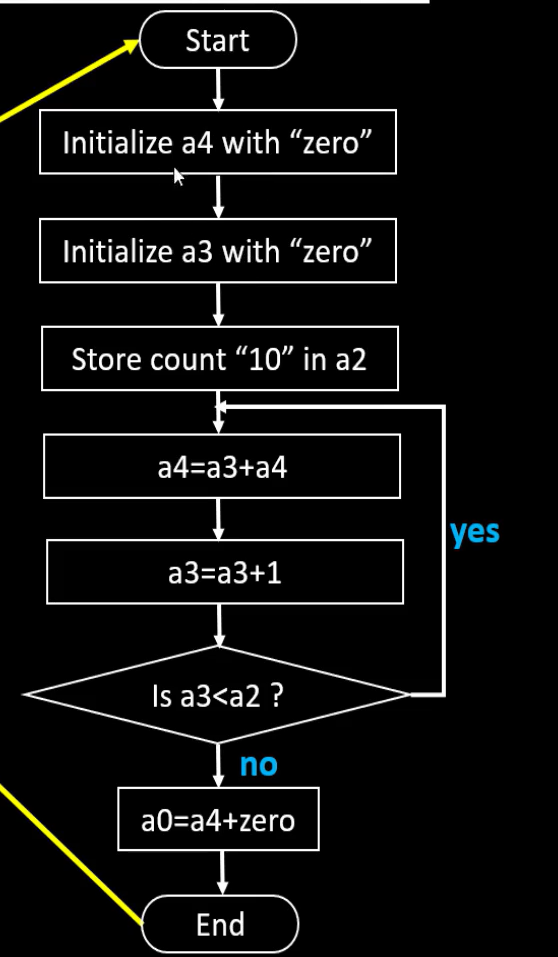 Start
Initialize a4 with “zero”
Initialize a3 with “zero”
Store count “10” in a2
a4=a3+a4
yes
a3=a3+1
Is a3<a2 ?
no
a0=a4+zero
End